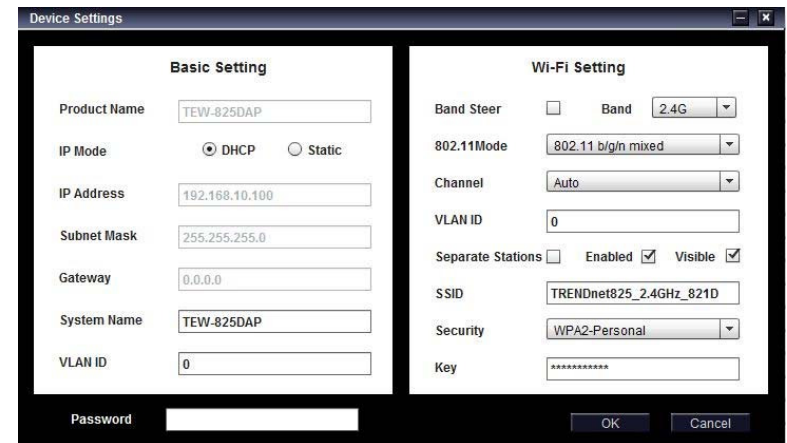 Device Settings
Basic Setting
Product Name TEW-825DAP
IP Mode DHCP Static
IP Address 192.168.10.100
Subnet Mask 255.255.255.0
Gateway 0.0.0.0
System Name TEW-825DAP
VLAN ID 0
Wi-Fi Setting
Band Steer Band 2.4G
802.11Mode 802.11 b/g/n mixed
Channel Auto
VLAN ID 0
Separate Stations Enabled Visible
SSID TRENDnet825_2.4GHz_821D
Security WPA2-Personal
Key ***********
Password
OK Cancel